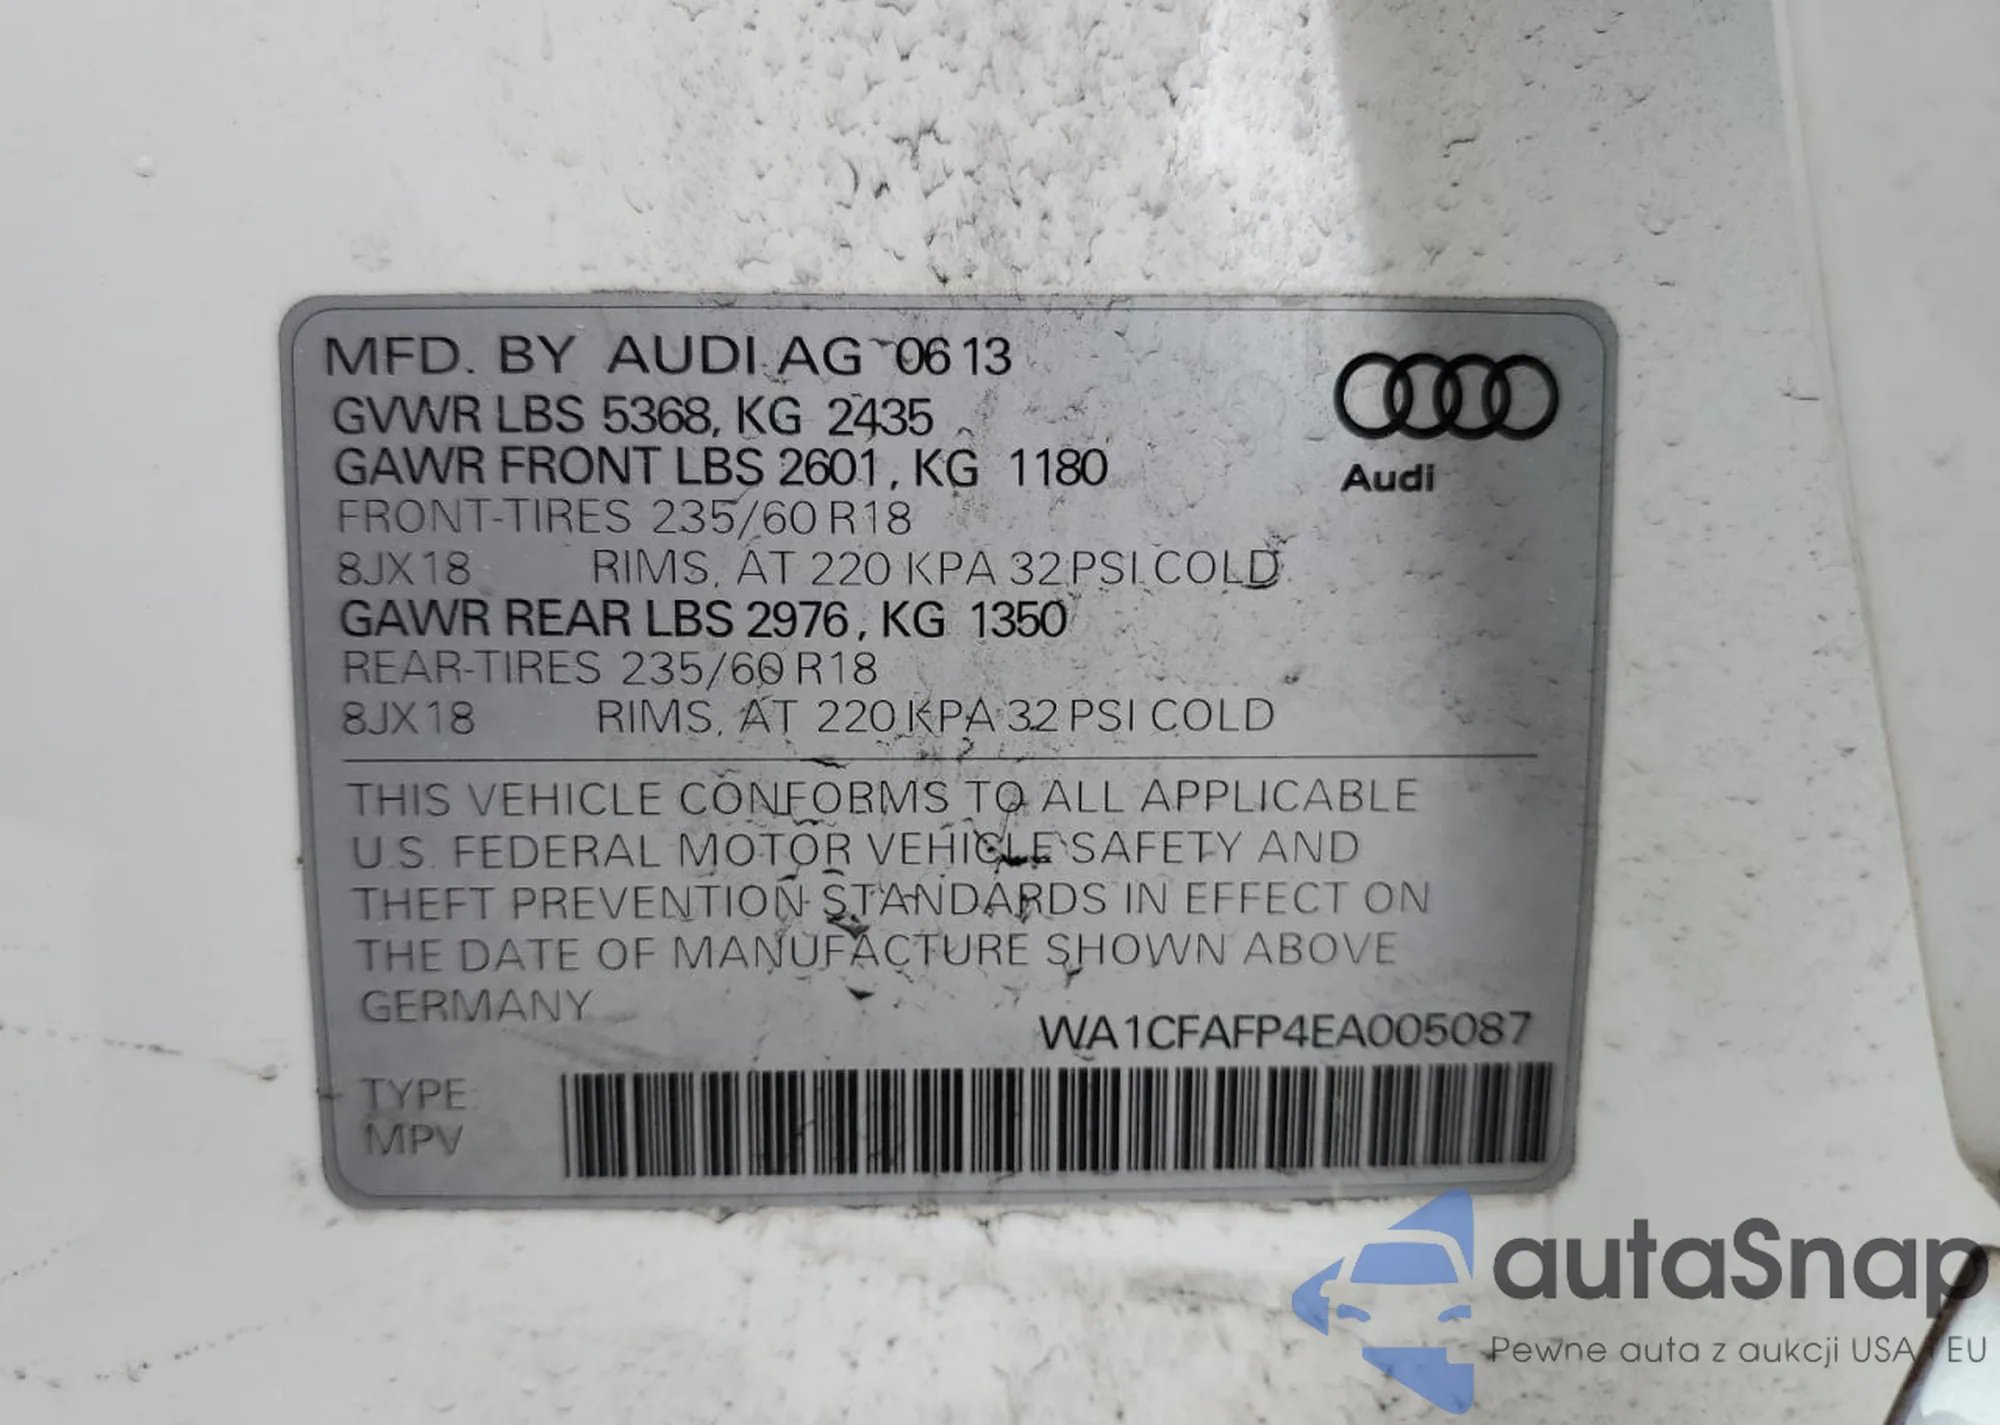 MFD. BY AUDI AG 06 13
GVWR LBS 5368, KG 2435
GAWR FRONT LBS 2601, KG 1180
FRONT-TIRES 235/60 R18
8JX18 RIMS, AT 220 KPA 32 PSI COLD
GAWR REAR LBS 2976, KG 1350
REAR-TIRES 235/60 R18
8JX18 RIMS, AT 220 KPA 32 PSI COLD
Audi
THIS VEHICLE CONFORMS TO ALL APPLICABLE
U.S. FEDERAL MOTOR VEHICLE SAFETY AND
THEFT PREVENTION STANDARDS IN EFFECT ON
THE DATE OF MANUFACTURE SHOWN ABOVE
GERMANY
WA1CFAFP4EA005087
TYPE
MPV
autaSnap
Pewne auta z aukcji USA i EU